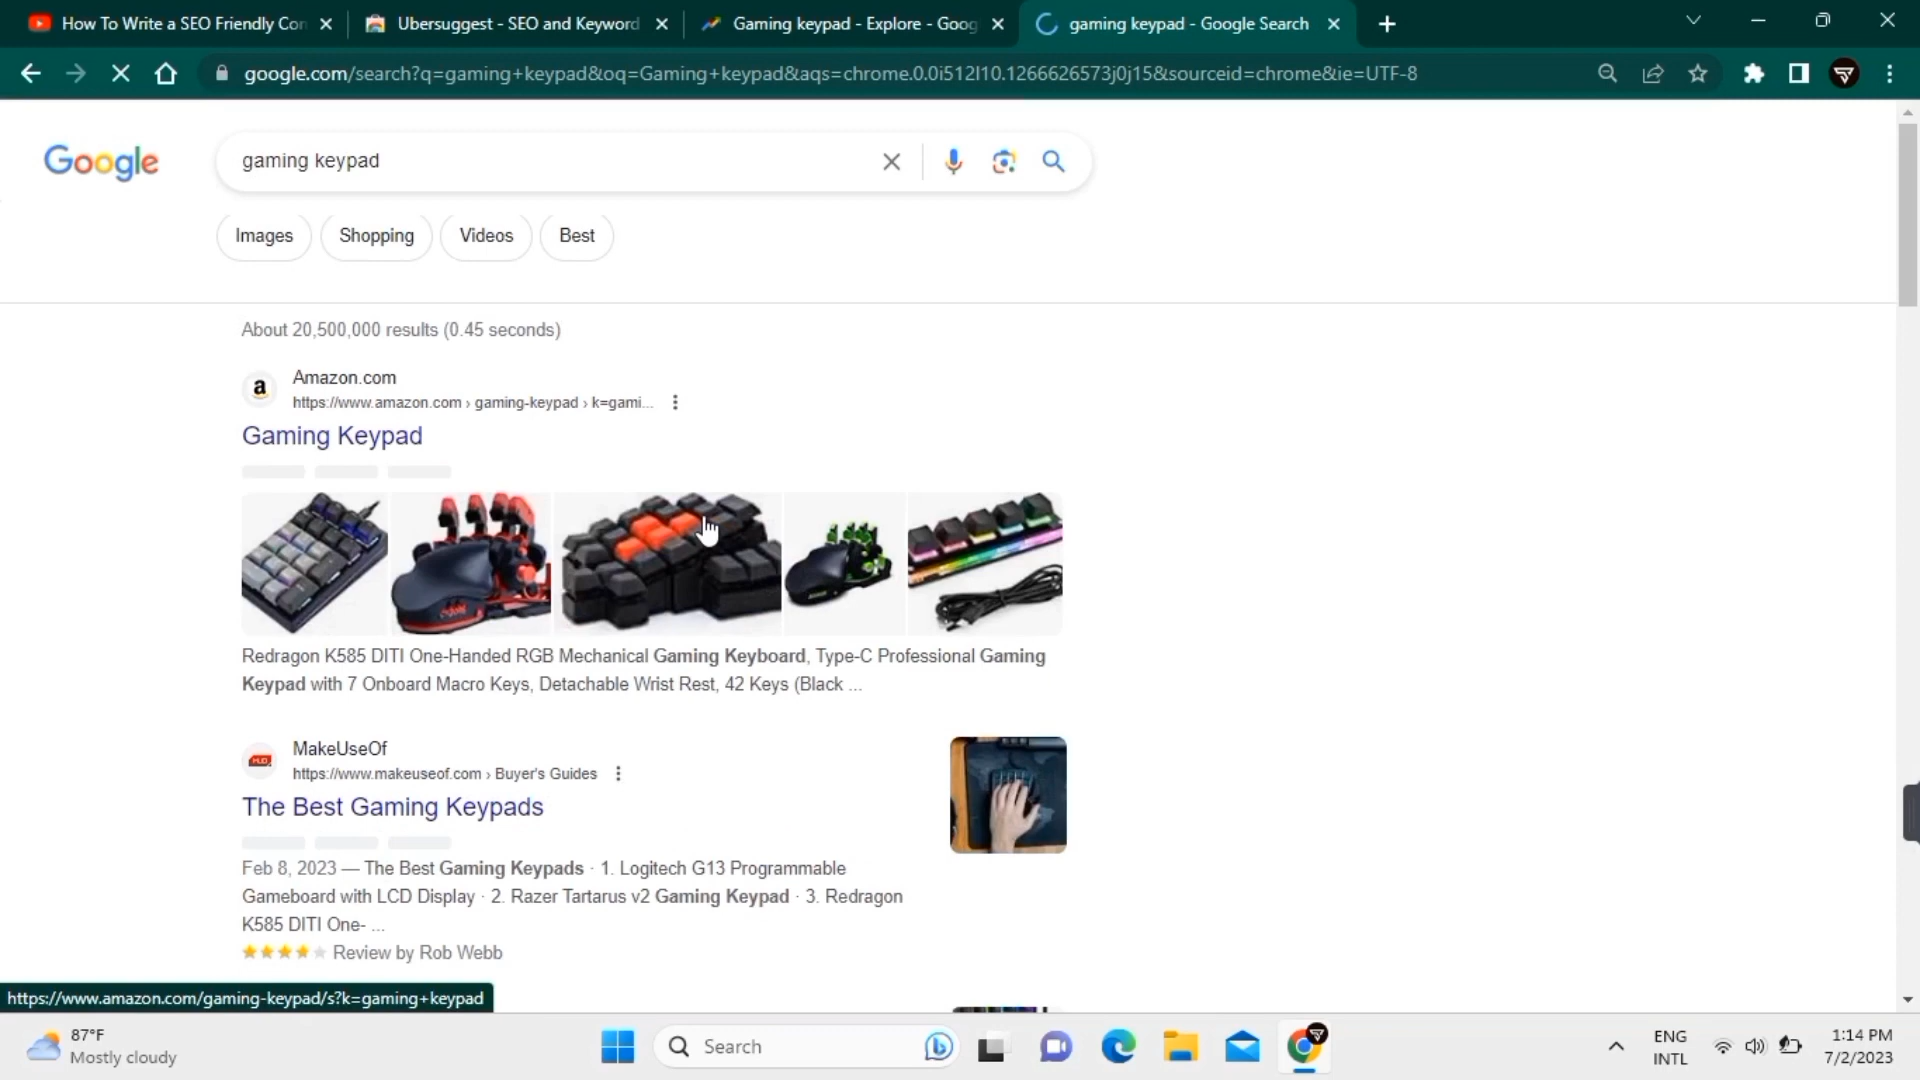 How To Write a SEO Friendly Con
Ubersuggest - SEO and Keyword
Gaming keypad - Explore - Goog
gaming keypad - Google Search
google.com/search?q=gaming+keypad&oq=Gaming+keypad&aqs=chrome.0.0i512l10.1266626573j0j15&sourceid=chrome&ie=UTF-8
Google
gaming keypad
Images
Shopping
Videos
Best
About 20,500,000 results (0.45 seconds)
a
Amazon.com
https://www.amazon.com › gaming-keypad › k=gami...
Gaming Keypad
Redragon K585 DITI One-Handed RGB Mechanical Gaming Keyboard, Type-C Professional Gaming
Keypad with 7 Onboard Macro Keys, Detachable Wrist Rest, 42 Keys (Black ...
MUO
MakeUseOf
https://www.makeuseof.com › Buyer's Guides
The Best Gaming Keypads
Feb 8, 2023 — The Best Gaming Keypads · 1. Logitech G13 Programmable
Gameboard with LCD Display · 2. Razer Tartarus v2 Gaming Keypad · 3. Redragon
K585 DITI One- ...
Review by Rob Webb
https://www.amazon.com/gaming-keypad/s?k=gaming+keypad
87°F
Mostly cloudy
Search
ENG
INTL
1:14 PM
7/2/2023